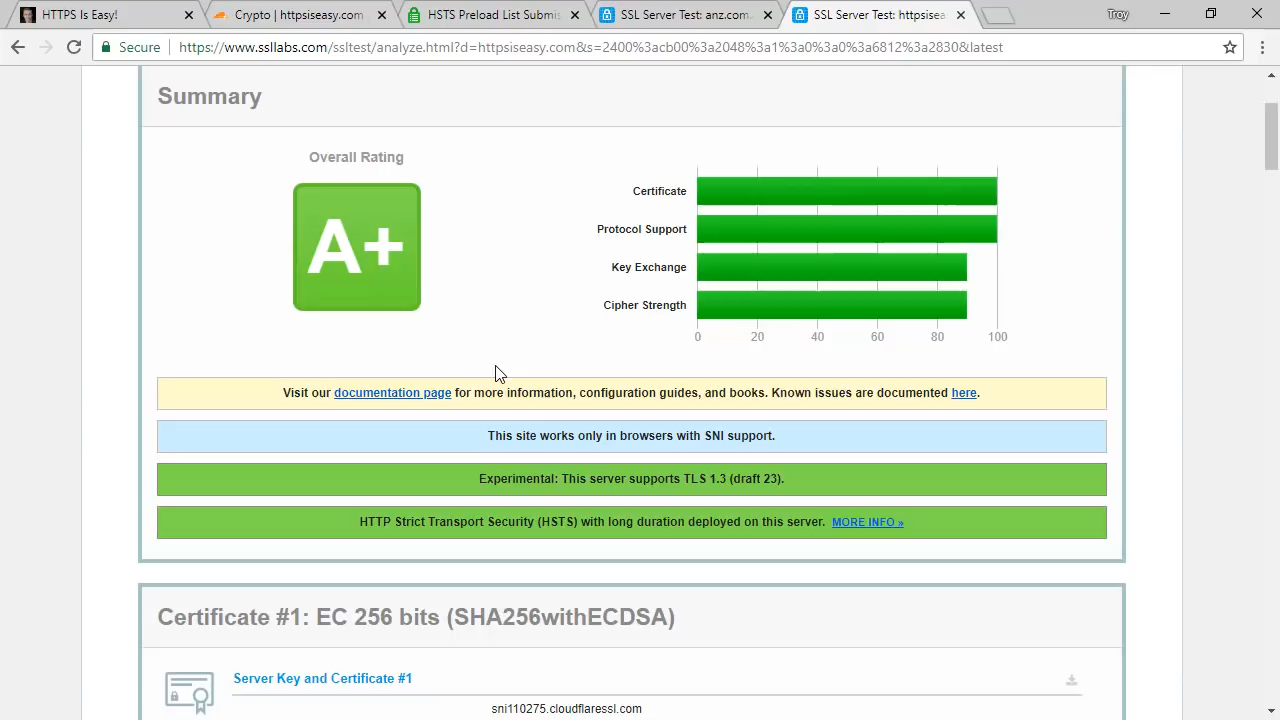 HTTPS Is Easy!
Crypto | httpsiseasy.com
HSTS Preload List Submis
SSL Server Test: anz.com.
SSL Server Test: httpsisea
Troy
Secure
https://www.ssllabs.com/ssltest/analyze.html?d=httpsiseasy.com&s=2400%3acb00%3a2048%3a1%3a0%3a0%3a6812%3a2830&latest
Summary
Overall Rating
A+
Certificate
Protocol Support
Key Exchange
Cipher Strength
0 20 40 60 80 100
Visit our documentation page for more information, configuration guides, and books. Known issues are documented here.
This site works only in browsers with SNI support.
Experimental: This server supports TLS 1.3 (draft 23).
HTTP Strict Transport Security (HSTS) with long duration deployed on this server. MORE INFO »
Certificate #1: EC 256 bits (SHA256withECDSA)
Server Key and Certificate #1
sni110275.cloudflaressl.com